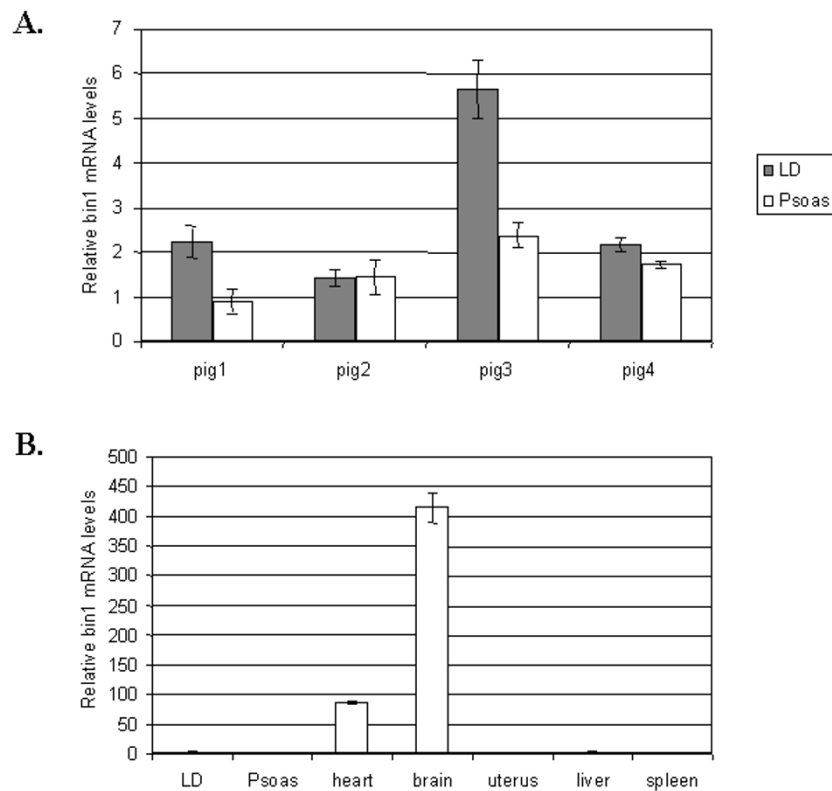 A.
Relative bin1 mRNA levels
7
6
5
4
3
2
1
0
pig1 pig2 pig3 pig4
LD
Psoas
B.
Relative bin1 mRNA levels
500
450
400
350
300
250
200
150
100
50
0
LD Psoas heart brain uterus liver spleen